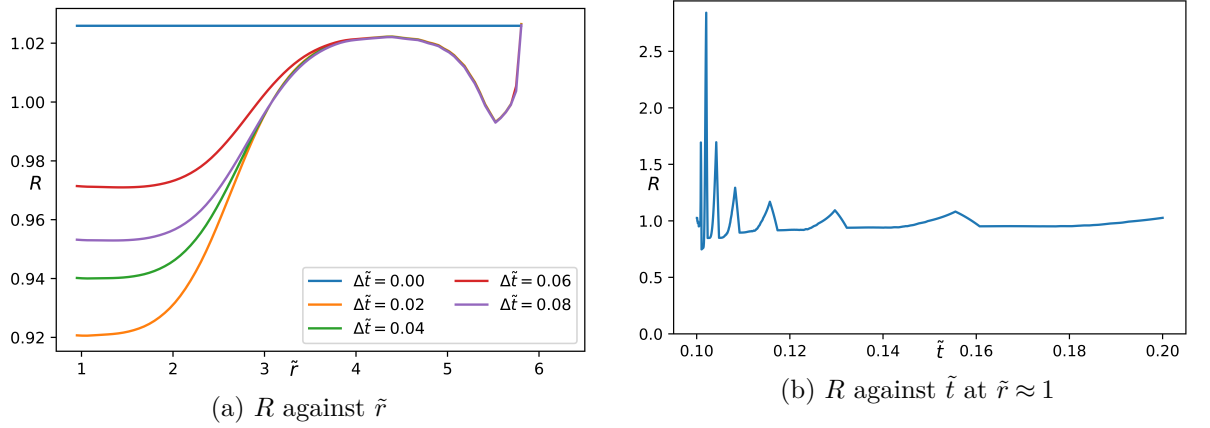 1.02
1.00
0.98
0.96
0.94
0.92
R
Δt̃ = 0.00
Δt̃ = 0.02
Δt̃ = 0.04
Δt̃ = 0.06
Δt̃ = 0.08
1 2 3 4 5 6
r̃
(a) R against r̃
2.5
2.0
1.5
1.0
0.5
0.0
R
0.10 0.12 0.14 0.16 0.18 0.20
t̃
(b) R against t̃ at r̃ ≈ 1